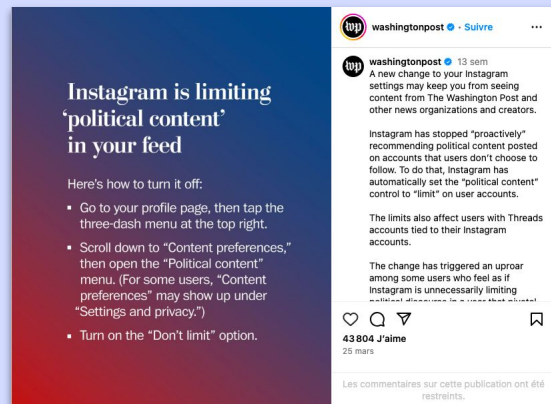 Instagram is limiting
‘political content’
in your feed
Here’s how to turn it off:
▪ Go to your profile page, then tap the
three-dash menu at the top right.
▪ Scroll down to “Content preferences,”
then open the “Political content”
menu. (For some users, “Content
preferences” may show up under
“Settings and privacy.”)
▪ Turn on the “Don’t limit” option.
wp
washingtonpost • Suivre
wp
washingtonpost 13 sem
A new change to your Instagram
settings may keep you from seeing
content from The Washington Post and
other news organizations and creators.
Instagram has stopped “proactively”
recommending political content posted
on accounts that users don’t choose to
follow. To do that, Instagram has
automatically set the “political content”
control to “limit” on user accounts.
The limits also affect users with Threads
accounts tied to their Instagram
accounts.
The change has triggered an uproar
among some users who feel as if
Instagram is unnecessarily limiting
political discourse in a year that pivotal
43 804 J’aime
25 mars
Les commentaires sur cette publication ont été
restreints.